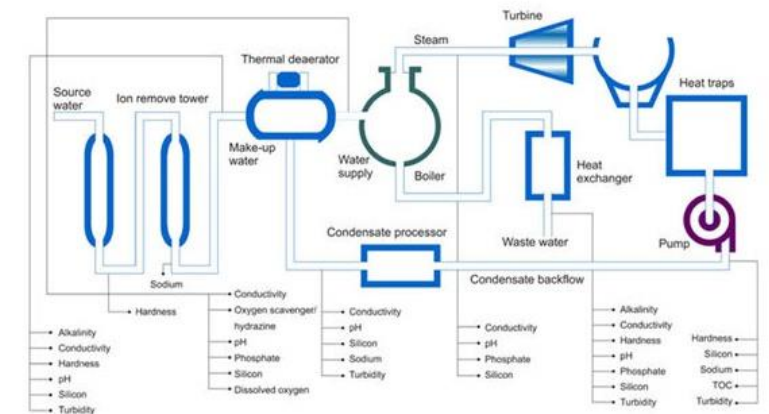 Turbine
Steam
Thermal deaerator
Heat traps
Source
water
Ion remove tower
Make-up
water
Water
supply
Boiler
Heat
exchanger
Condensate processor
Waste water
Pump
Condensate backflow
Sodium
Hardness
Alkalinity
Conductivity
Hardness
pH
Silicon
Turbidity
Conductivity
Oxygen scavenger/
hydrazine
pH
Phosphate
Silicon
Dissolved oxygen
Conductivity
pH
Silicon
Sodium
Turbidity
Conductivity
pH
Phosphate
Silicon
Alkalinity
Conductivity
Hardness
pH
Phosphate
Silicon
Turbidity
Hardness
Silicon
Sodium
TOC
Turbidity